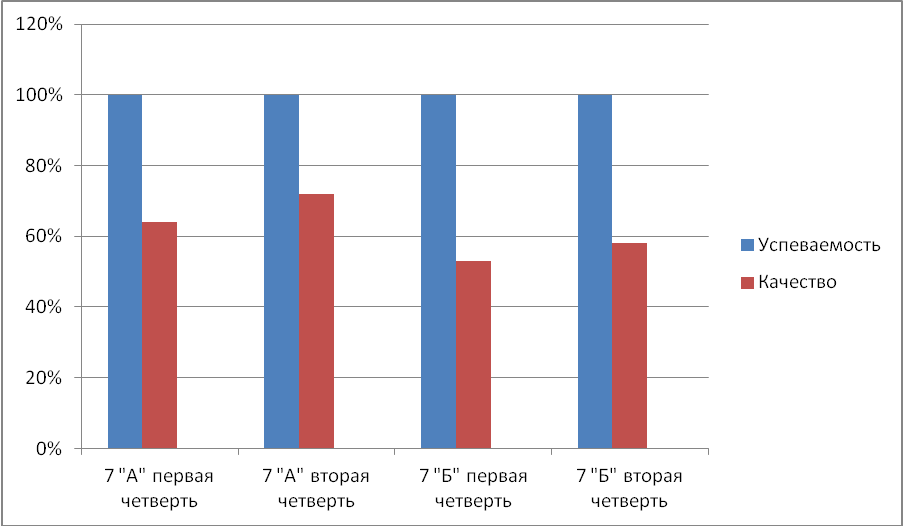 120%
100%
80%
60%
40%
20%
0%
7 "А" первая
четверть
7 "А" вторая
четверть
7 "Б" первая
четверть
7 "Б" вторая
четверть
Успеваемость
Качество